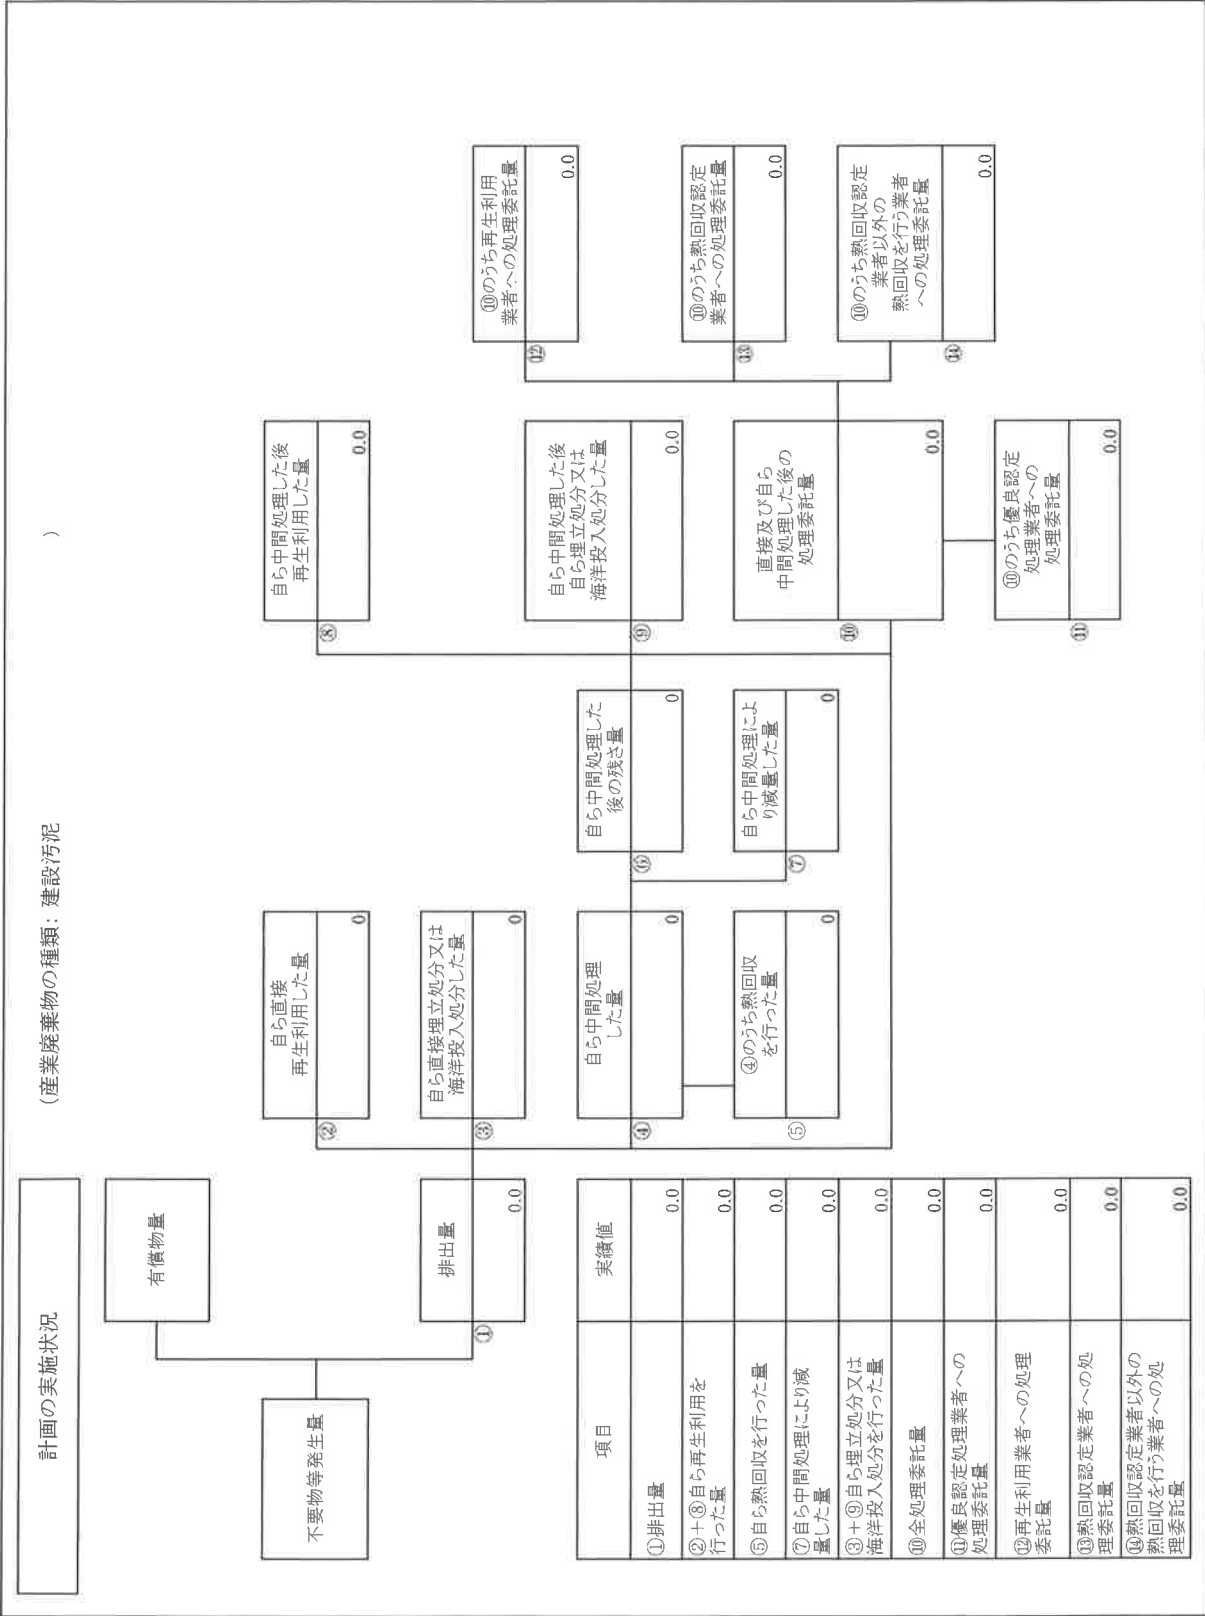 計画の実施状況
(産業廃棄物の種類：建設汚泥
)
不要物等発生量
有償物量
①
排出量
0.0
②
自ら直接
再生利用した量
0
③
自ら直接埋立処分又は
海洋投入処分した量
0
④
自ら中間処理
した量
0
⑤
④のうち熱回収
を行った量
0
⑥
自ら中間処理した
後の残さ量
0
⑦
自ら中間処理によ
り減量した量
0
⑧
自ら中間処理した後
再生利用した量
0.0
⑨
自ら中間処理した後
自ら埋立処分又は
海洋投入処分した量
0.0
⑩
直接及び自ら
中間処理した後の
処理委託量
0.0
⑪
⑩のうち優良認定
処理業者への
処理委託量
0.0
⑫
⑩のうち再生利用
業者への処理委託量
0.0
⑬
⑩のうち熱回収認定
業者への処理委託量
0.0
⑭
⑩のうち熱回収認定
業者以外の
熱回収を行う業者
への処理委託量
0.0
項目 実績値
①排出量 0.0
②＋⑧自ら再生利用を
行った量 0.0
⑤自ら熱回収を行った量 0.0
⑦自ら中間処理により減
量した量 0.0
③＋⑨自ら埋立処分又は
海洋投入処分を行った量 0.0
⑩全処理委託量 0.0
⑪優良認定処理業者への
処理委託量 0.0
⑫再生利用業者への処理
委託量 0.0
⑬熱回収認定業者への処
理委託量 0.0
⑭熱回収認定業者以外の
熱回収を行う業者への処
理委託量 0.0